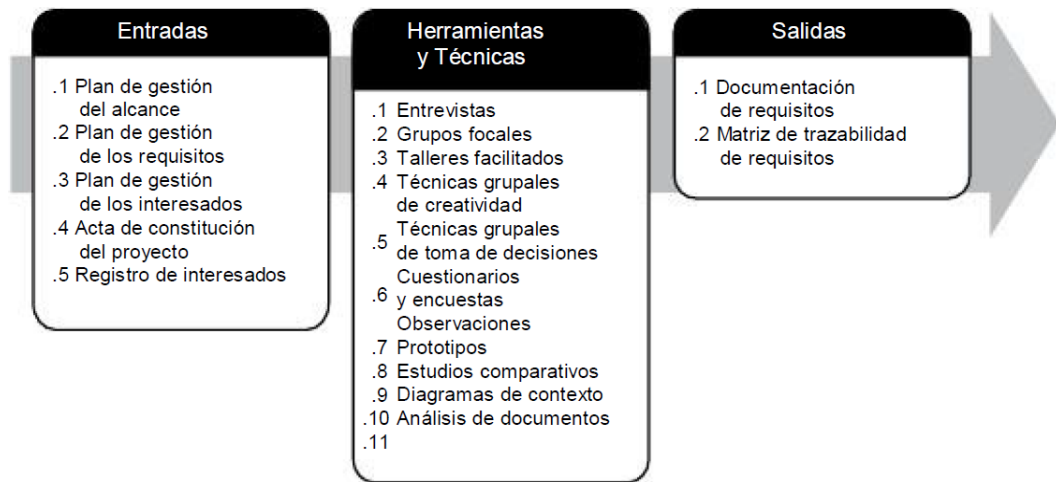 Entradas
.1 Plan de gestión
del alcance
.2 Plan de gestión
de los requisitos
.3 Plan de gestión
de los interesados
.4 Acta de constitución
del proyecto
.5 Registro de interesados
Herramientas
y Técnicas
.1 Entrevistas
.2 Grupos focales
.3 Talleres facilitados
.4 Técnicas grupales
de creatividad
Técnicas grupales
.5 de toma de decisiones
Cuestionarios
.6 y encuestas
Observaciones
.7 Prototipos
.8 Estudios comparativos
.9 Diagramas de contexto
.10 Análisis de documentos
.11
Salidas
.1 Documentación
de requisitos
.2 Matriz de trazabilidad
de requisitos